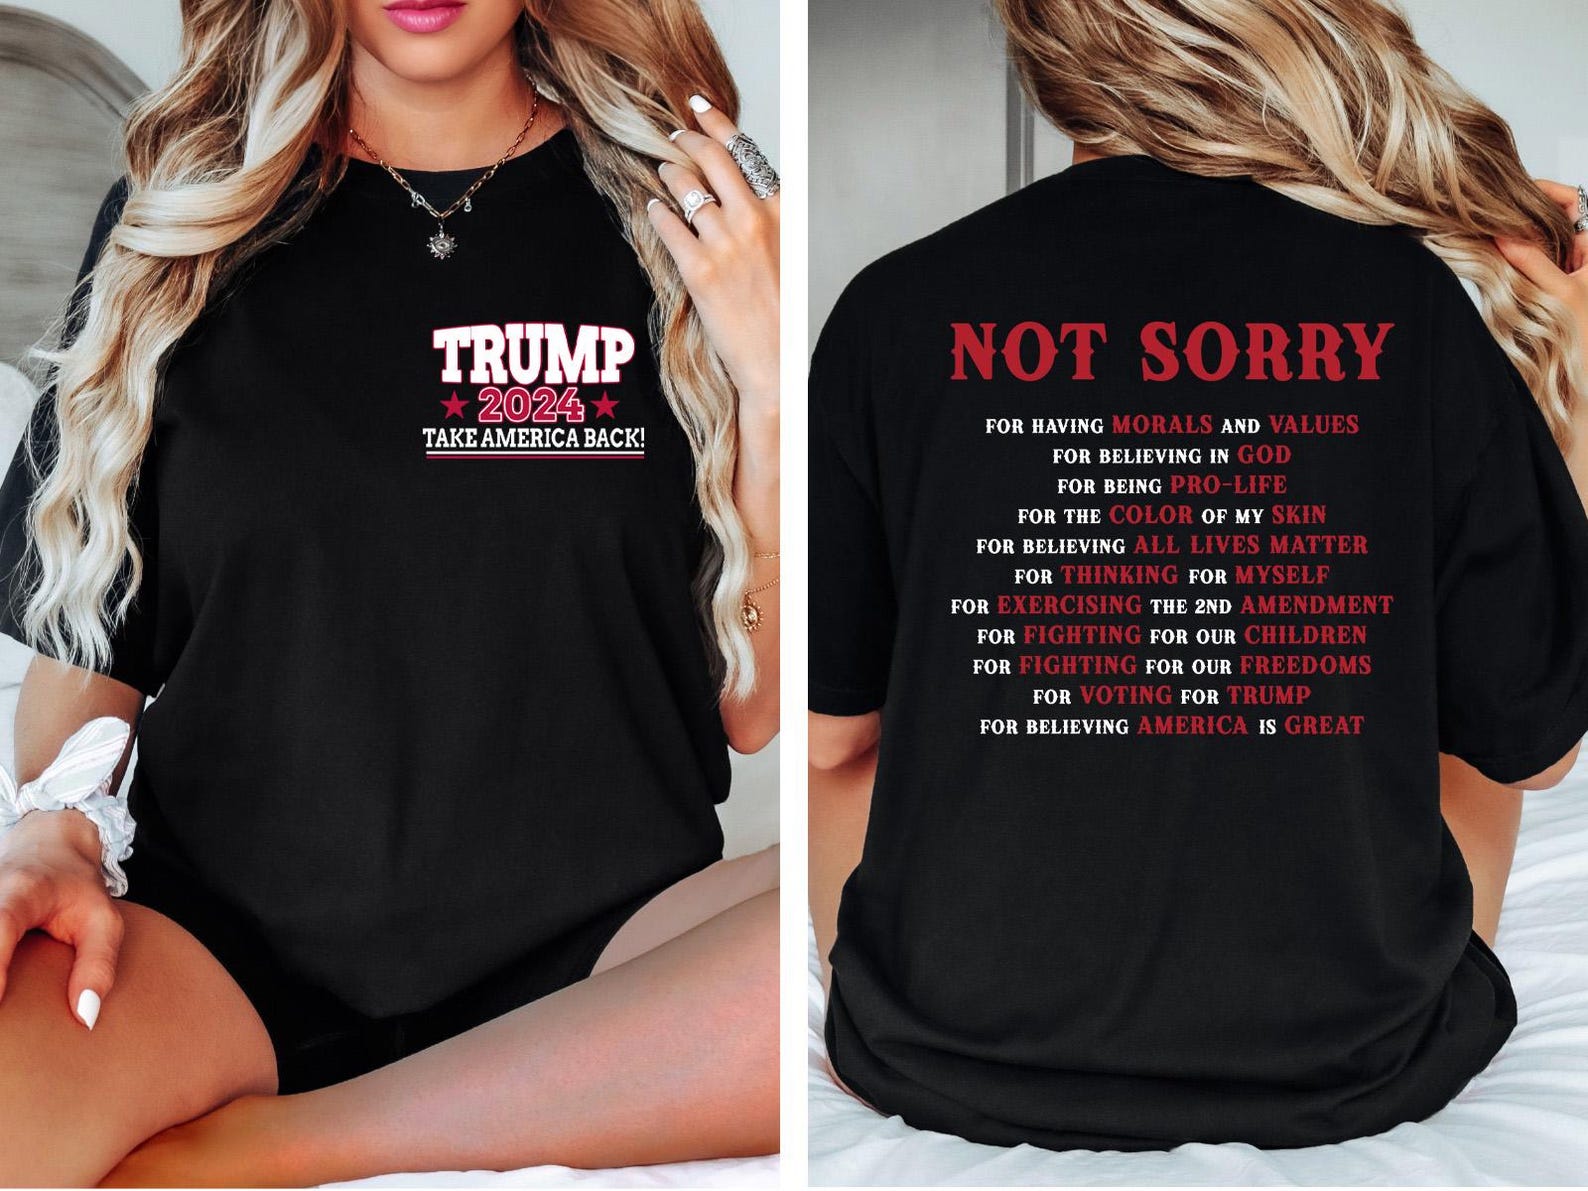 TRUMP
★ 2024 ★
TAKE AMERICA BACK!
NOT SORRY
FOR HAVING MORALS AND VALUES
FOR BELIEVING IN GOD
FOR BEING PRO-LIFE
FOR THE COLOR OF MY SKIN
FOR BELIEVING ALL LIVES MATTER
FOR THINKING FOR MYSELF
FOR EXERCISING THE 2ND AMENDMENT
FOR FIGHTING FOR OUR CHILDREN
FOR FIGHTING FOR OUR FREEDOMS
FOR VOTING FOR TRUMP
FOR BELIEVING AMERICA IS GREAT